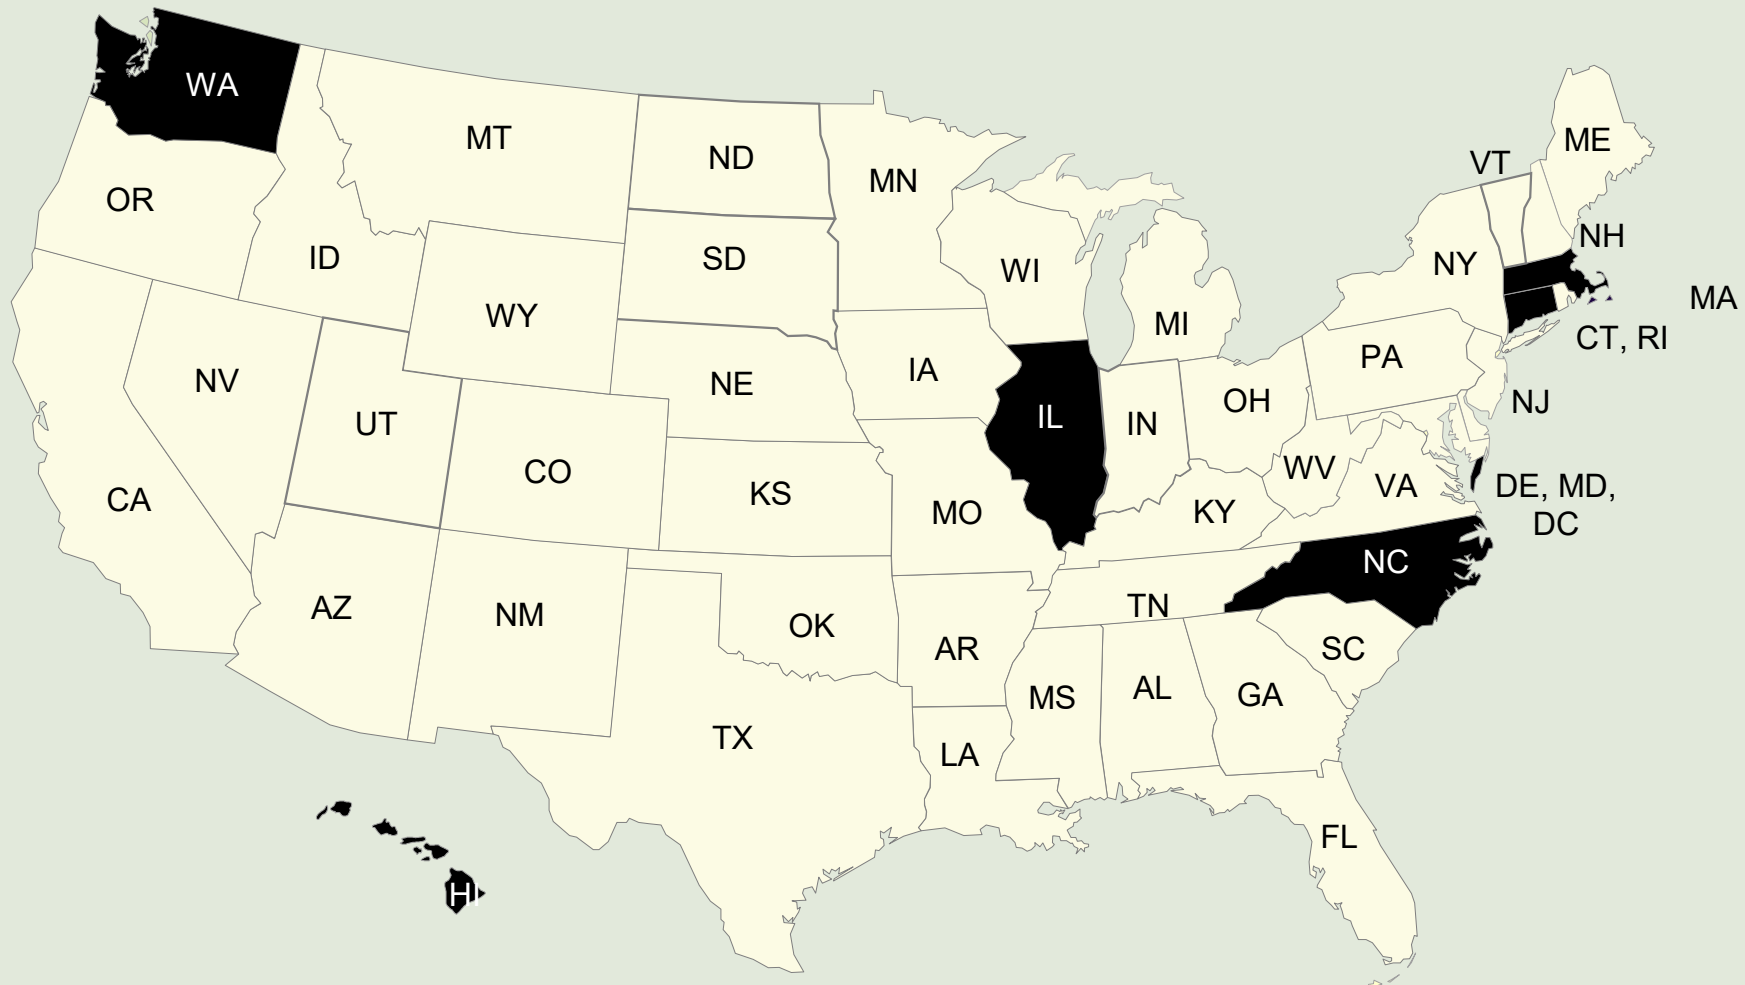 WA
MT
ND
MN
VT
ME
OR
ID
SD
WI
NY
NH
MA
WY
MI
CT, RI
NV
UT
NE
IA
IL
IN
OH
PA
NJ
CA
CO
KS
MO
KY
WV
VA
DE, MD,
DC
AZ
NM
OK
AR
TN
NC
SC
TX
LA
MS
AL
GA
FL
HI